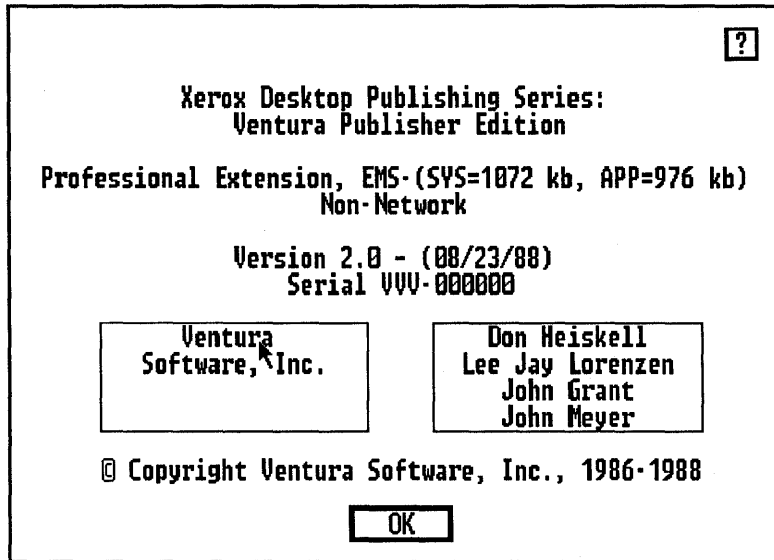 ?
Xerox Desktop Publishing Series:
Ventura Publisher Edition
Professional Extension, EMS-(SYS=1072 kb, APP=976 kb)
Non-Network
Version 2.0 - (08/23/88)
Serial VVV-000000
Ventura
Software, Inc.
Don Heiskell
Lee Jay Lorenzen
John Grant
John Meyer
© Copyright Ventura Software, Inc., 1986-1988
OK